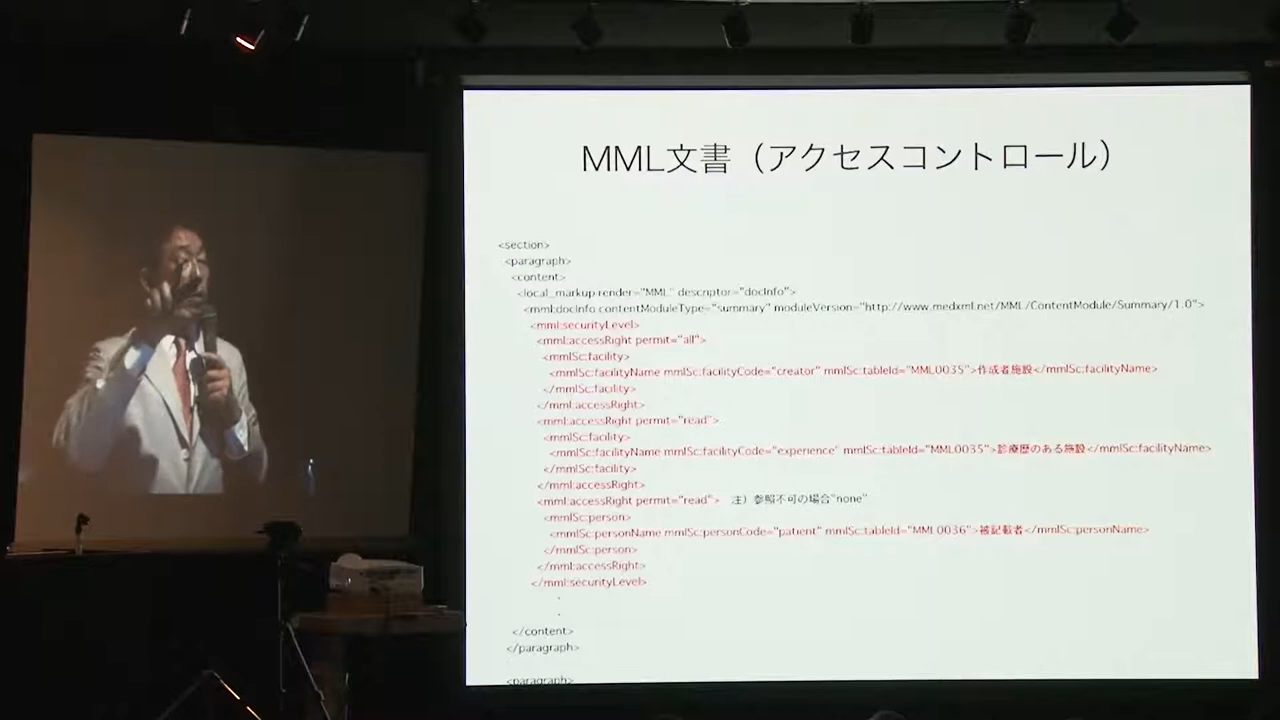 MML文書（アクセスコントロール）
<section>
<paragraph>
<content>
<local_markup render="MML" descriptor="docInfo">
<mml:docInfo contentModuleType="summary" moduleVersion="http://www.medxml.net/MML/ContentModule/Summary/1.0">
<mml:securityLevel>
<mml:accessRight permit="all">
<mmlSc:facility>
<mmlSc:facilityName mmlSc:facilityCode="creator" mmlSc:tableId="MML0035">作成者施設</mmlSc:facilityName>
</mmlSc:facility>
</mml:accessRight>
<mml:accessRight permit="read">
<mmlSc:facility>
<mmlSc:facilityName mmlSc:facilityCode="experience" mmlSc:tableId="MML0035">診療歴のある施設</mmlSc:facilityName>
</mmlSc:facility>
</mml:accessRight>
<mml:accessRight permit="read"> 注）参照不可の場合"none"
<mmlSc:person>
<mmlSc:personName mmlSc:personCode="patient" mmlSc:tableId="MML0036">被記載者</mmlSc:personName>
</mmlSc:person>
</mml:accessRight>
</mml:securityLevel>
.
.
</content>
</paragraph>
<paragraph>